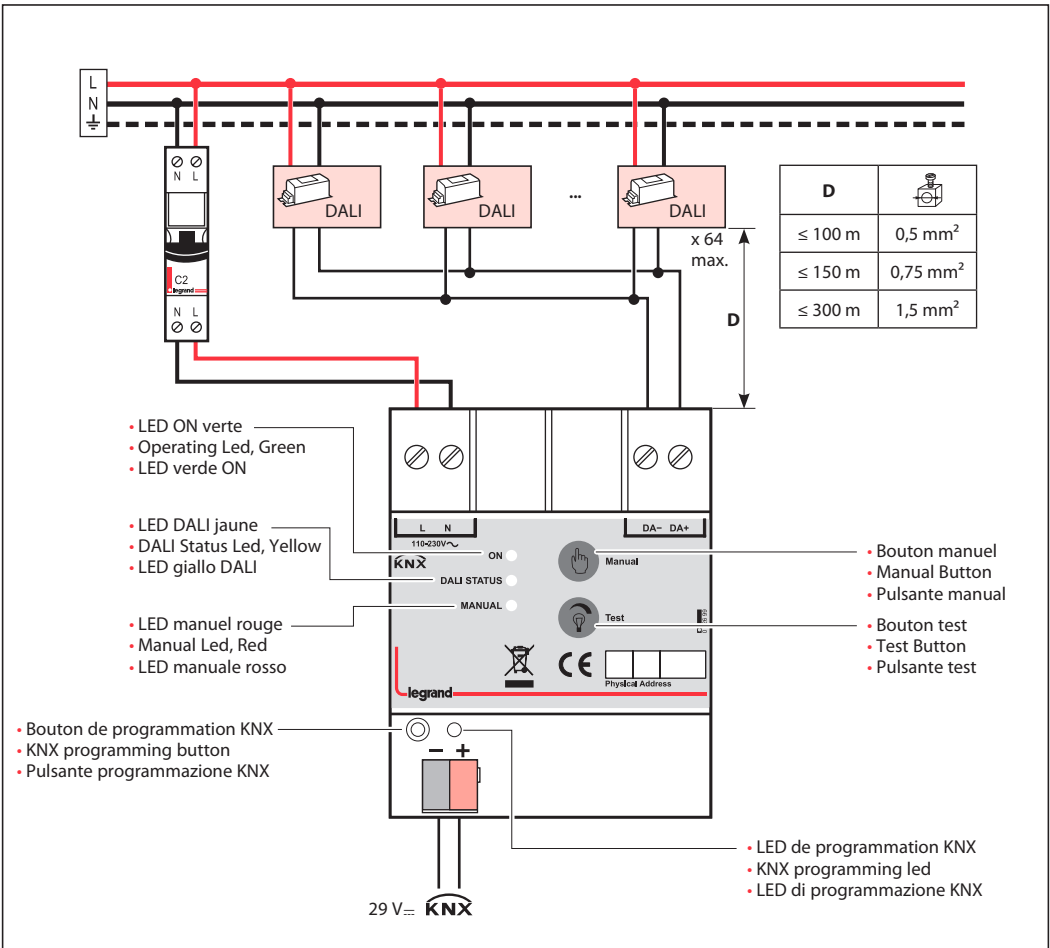 L
N
N L
C2
legrand
N L
DALI
DALI
...
DALI
x 64
max.
D
D
≤ 100 m 0,5 mm²
≤ 150 m 0,75 mm²
≤ 300 m 1,5 mm²
• LED ON verte
• Operating Led, Green
• LED verde ON
• LED DALI jaune
• DALI Status Led, Yellow
• LED giallo DALI
• LED manuel rouge
• Manual Led, Red
• LED manuale rosso
L N
110-230V~
KNX
DA− DA+
ON
DALI STATUS
MANUAL
Manual
Test
CE
Physical Address
legrand
• Bouton manuel
• Manual Button
• Pulsante manual
• Bouton test
• Test Button
• Pulsante test
• Bouton de programmation KNX
• KNX programming button
• Pulsante programmazione KNX
− +
• LED de programmation KNX
• KNX programming led
• LED di programmazione KNX
29 V⎓ KNX